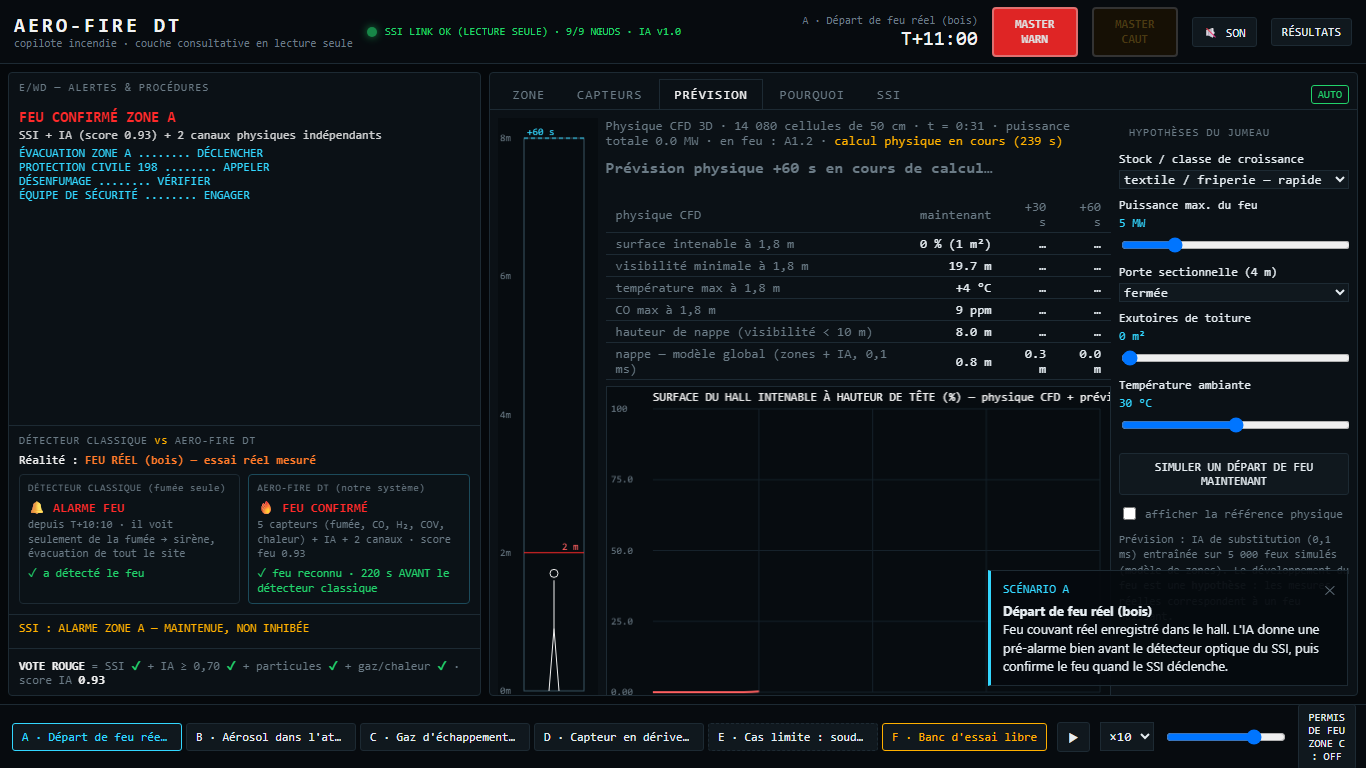 AERO-FIRE DT
copilote incendie · couche consultative en lecture seule
SSI LINK OK (LECTURE SEULE) · 9/9 NŒUDS · IA v1.0
A · Départ de feu réel (bois)
T+11:00
MASTER
WARN
MASTER
CAUT
SON
RÉSULTATS
E/WD — ALERTES & PROCÉDURES
FEU CONFIRMÉ ZONE A
SSI + IA (score 0.93) + 2 canaux physiques indépendants
ÉVACUATION ZONE A ........ DÉCLENCHER
PROTECTION CIVILE 198 ........ APPELER
DÉSENFUMAGE ........ VÉRIFIER
ÉQUIPE DE SÉCURITÉ ........ ENGAGER
DÉTECTEUR CLASSIQUE vs AERO-FIRE DT
Réalité : FEU RÉEL (bois) — essai réel mesuré
DÉTECTEUR CLASSIQUE (fumée seule)
ALARME FEU
depuis T+10:10 · il voit
seulement de la fumée → sirène,
évacuation de tout le site
✓ a détecté le feu
AERO-FIRE DT (notre système)
FEU CONFIRMÉ
5 capteurs (fumée, CO, H₂, COV,
chaleur) + IA + 2 canaux · score
feu 0.93
✓ feu reconnu · 220 s AVANT le
détecteur classique
SSI : ALARME ZONE A — MAINTENUE, NON INHIBÉE
VOTE ROUGE = SSI ✓ + IA ≥ 0,70 ✓ + particules ✓ + gaz/chaleur ✓ ·
score IA 0.93
ZONE
CAPTEURS
PRÉVISION
POURQUOI
SSI
AUTO
8m
+60 s
6m
4m
2m
2 m
0m
Physique CFD 3D · 14 080 cellules de 50 cm · t = 0:31 · puissance
totale 0.0 MW · en feu : A1.2 · calcul physique en cours (239 s)
Prévision physique +60 s en cours de calcul…
physique CFD maintenant +30 s +60 s
surface intenable à 1,8 m 0 % (1 m²) … …
visibilité minimale à 1,8 m 19.7 m … …
température max à 1,8 m +4 °C … …
CO max à 1,8 m 9 ppm … …
hauteur de nappe (visibilité < 10 m) 8.0 m … …
nappe — modèle global (zones + IA, 0,1 ms) 0.8 m 0.3 m 0.0 m
SURFACE DU HALL INTENABLE À HAUTEUR DE TÊTE (%) — physique CFD + prévi
100
75.0
50.0
25.0
0.00
HYPOTHÈSES DU JUMEAU
Stock / classe de croissance
textile / friperie — rapide
Puissance max. du feu
5 MW
Porte sectionnelle (4 m)
fermée
Exutoires de toiture
0 m²
Température ambiante
30 °C
SIMULER UN DÉPART DE FEU
MAINTENANT
afficher la référence physique
Prévision : IA de substitution (0,1
ms) entraînée sur 5 000 feux simulés
(modèle de zones). Le développement du
SCÉNARIO A
Départ de feu réel (bois)
Feu couvant réel enregistré dans le hall. L'IA donne une
pré-alarme bien avant le détecteur optique du SSI, puis
confirme le feu quand le SSI déclenche.
A · Départ de feu rée…
B · Aérosol dans l'at…
C · Gaz d'échappement…
D · Capteur en dérive…
E · Cas limite : soud…
F · Banc d'essai libre
x10
PERMIS
DE FEU
ZONE C
: OFF